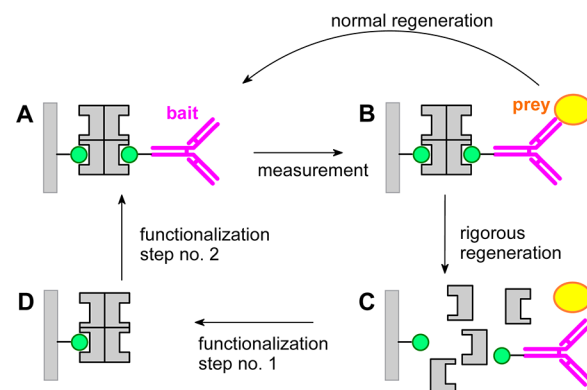 normal regeneration
A
bait
B
prey
measurement
functionalization
step no. 2
rigorous
regeneration
D
C
functionalization
step no. 1